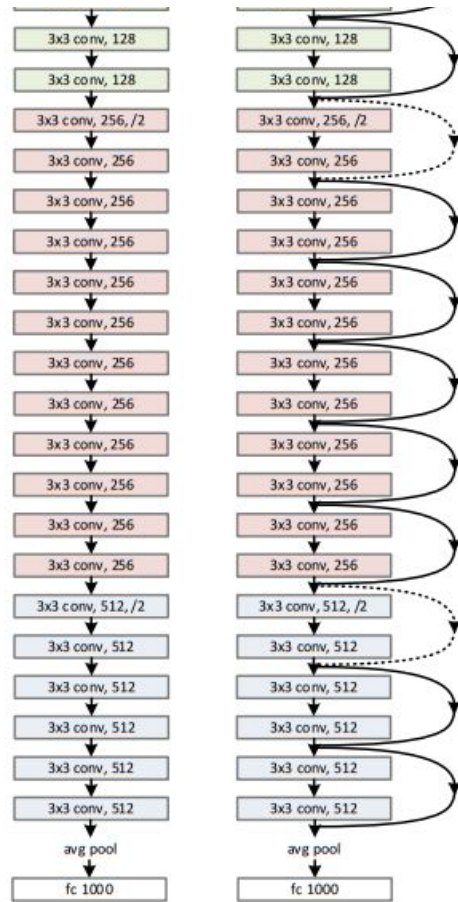 3x3 conv, 128
3x3 conv, 128
3x3 conv, 256, /2
3x3 conv, 256
3x3 conv, 256
3x3 conv, 256
3x3 conv, 256
3x3 conv, 256
3x3 conv, 256
3x3 conv, 256
3x3 conv, 256
3x3 conv, 256
3x3 conv, 256
3x3 conv, 256
3x3 conv, 512, /2
3x3 conv, 512
3x3 conv, 512
3x3 conv, 512
3x3 conv, 512
3x3 conv, 512
avg pool
fc 1000
3x3 conv, 128
3x3 conv, 128
3x3 conv, 256, /2
3x3 conv, 256
3x3 conv, 256
3x3 conv, 256
3x3 conv, 256
3x3 conv, 256
3x3 conv, 256
3x3 conv, 256
3x3 conv, 256
3x3 conv, 256
3x3 conv, 256
3x3 conv, 256
3x3 conv, 512, /2
3x3 conv, 512
3x3 conv, 512
3x3 conv, 512
3x3 conv, 512
3x3 conv, 512
avg pool
fc 1000